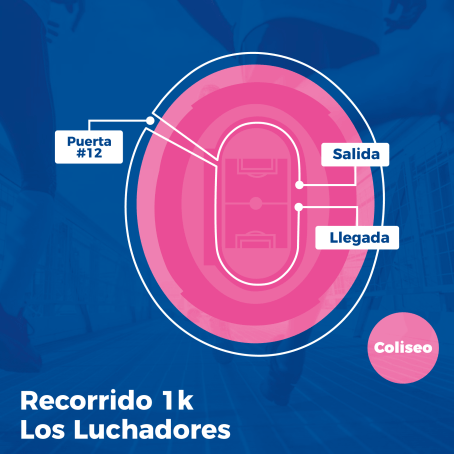 Puerta
#12
Salida
Llegada
Coliseo
Recorrido 1k
Los Luchadores